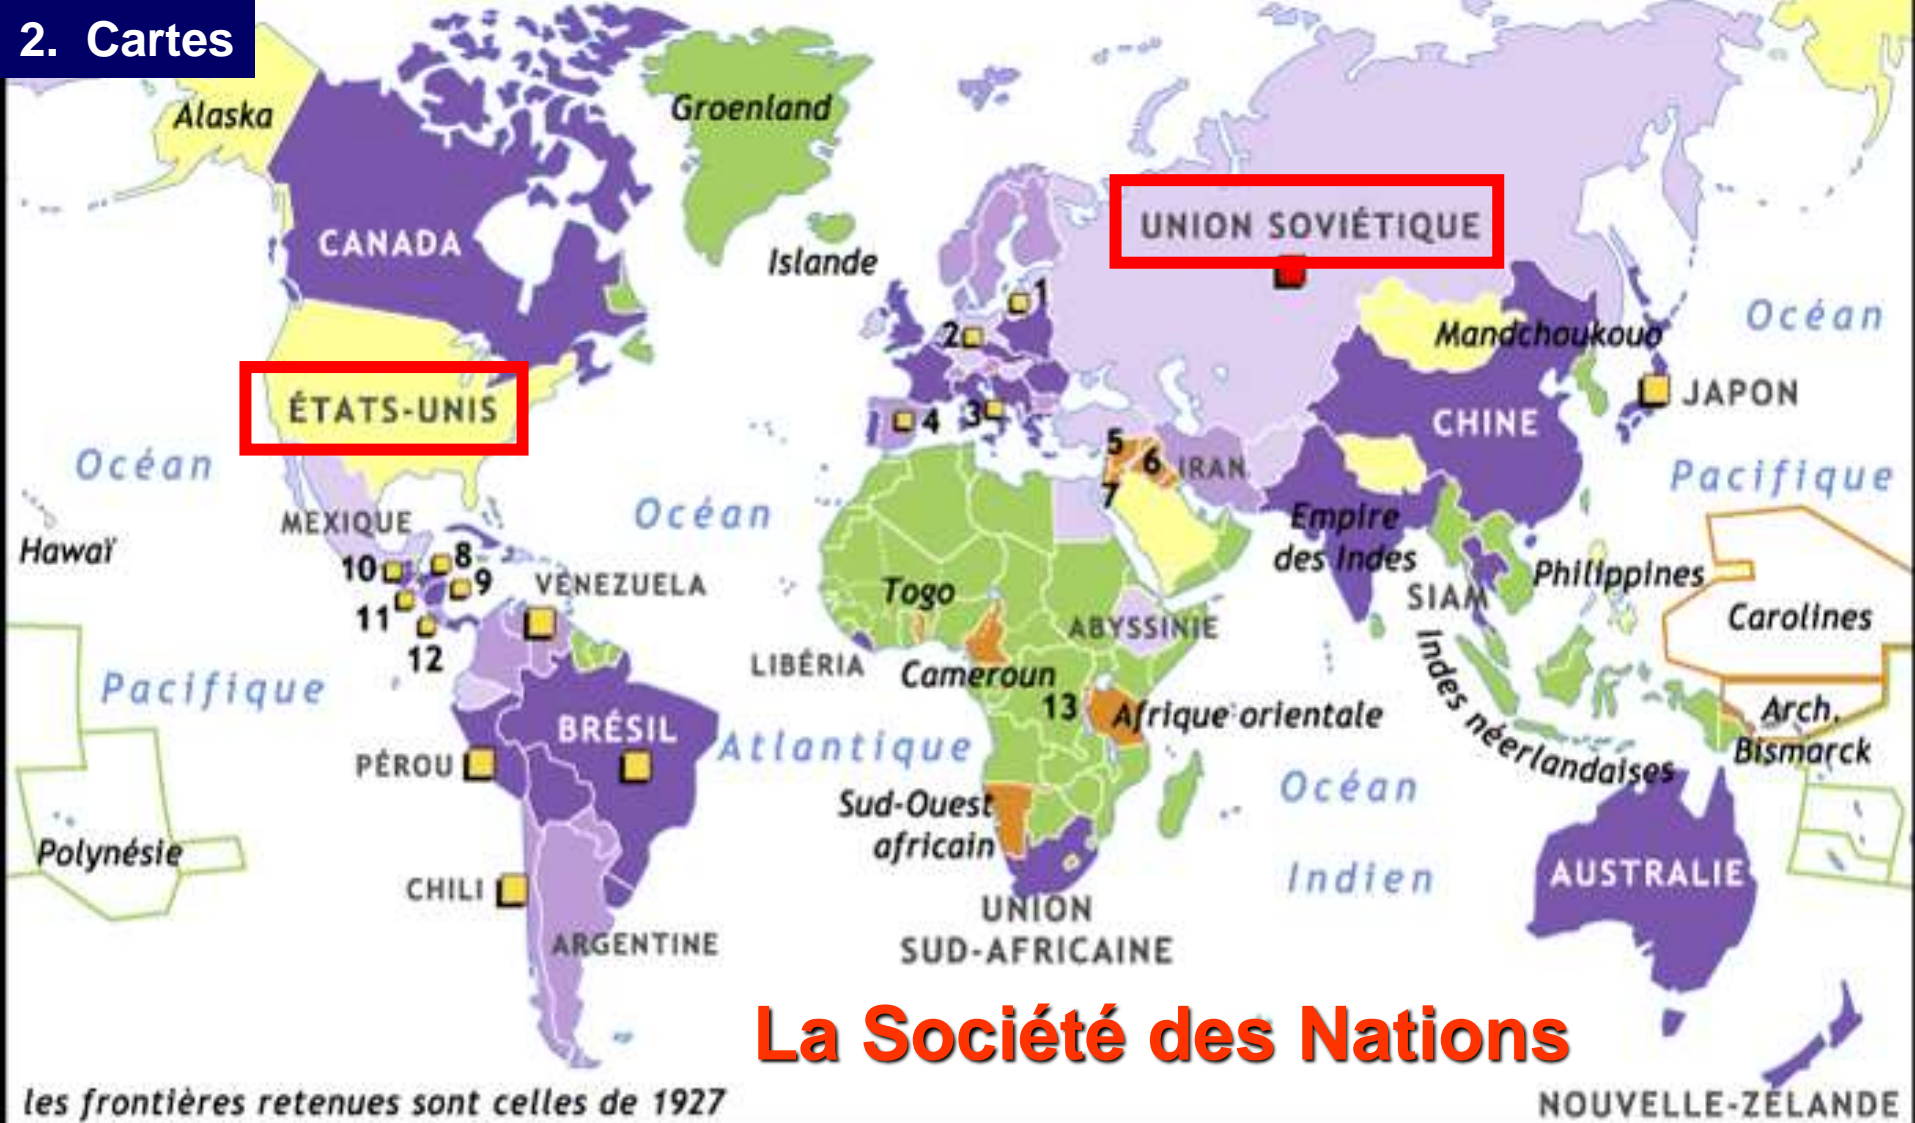 2. Cartes
Alaska
Groenland
CANADA
Islande
UNION SOVIÉTIQUE
1
2
Océan
Mandchoukouo
ÉTATS-UNIS
JAPON
3
4
CHINE
5
6
IRAN
7
Océan
Océan
Pacifique
MEXIQUE
Hawaï
Empire
des Indes
10
8
9
VENEZUELA
Togo
SIAM
Philippines
11
12
ABYSSINIE
Carolines
LIBÉRIA
Cameroun
Pacifique
13
Afrique orientale
Indes néerlandaises
Arch.
Bismarck
BRÉSIL
Atlantique
PÉROU
Océan
Sud-Ouest
africain
Polynésie
Indien
AUSTRALIE
CHILI
UNION
SUD-AFRICAINE
ARGENTINE
La Société des Nations
les frontières retenues sont celles de 1927
NOUVELLE-ZÉLANDE